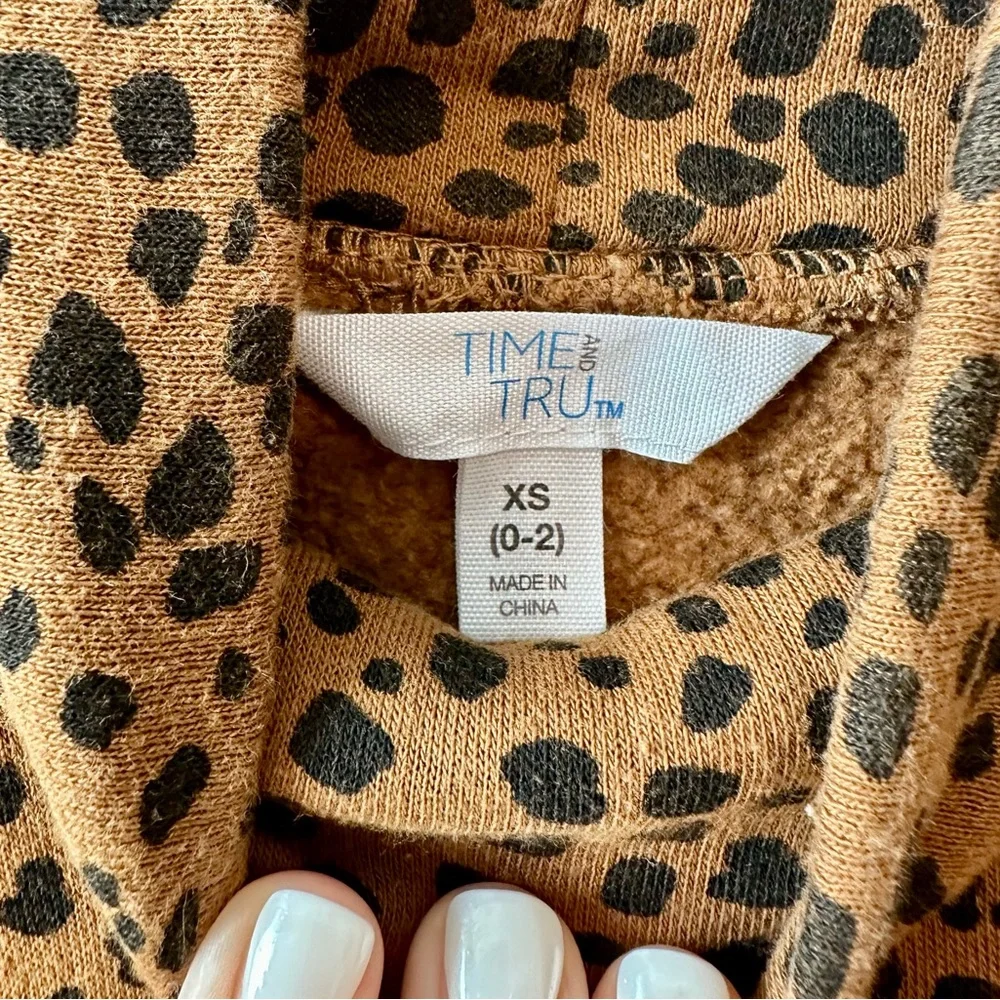 TIME AND
TRU™
XS
(0-2)
MADE IN
CHINA